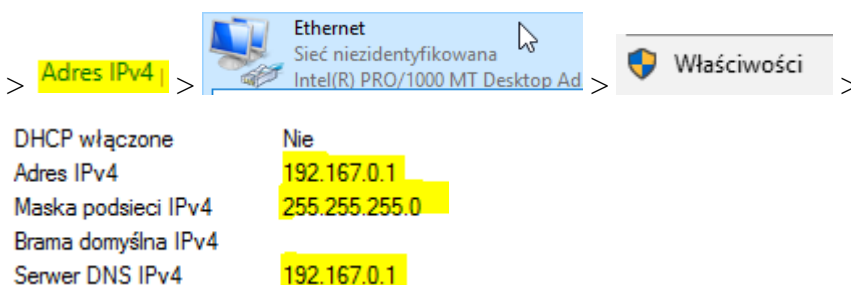 > Adres IPv4 > Ethernet
Sieć niezidentyfikowana
Intel(R) PRO/1000 MT Desktop Ad > Właściwości >
DHCP włączone Nie
Adres IPv4 192.167.0.1
Maska podsieci IPv4 255.255.255.0
Brama domyślna IPv4
Serwer DNS IPv4 192.167.0.1